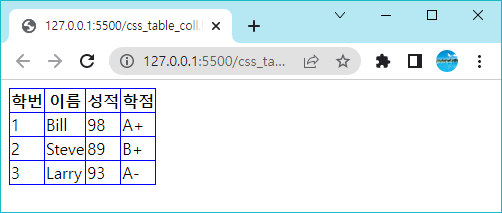 127.0.0.1:5500/css_table_coll.
127.0.0.1:5500/css_ta...
학번 이름 성적 학점
1 Bill 98 A+
2 Steve 89 B+
3 Larry 93 A-